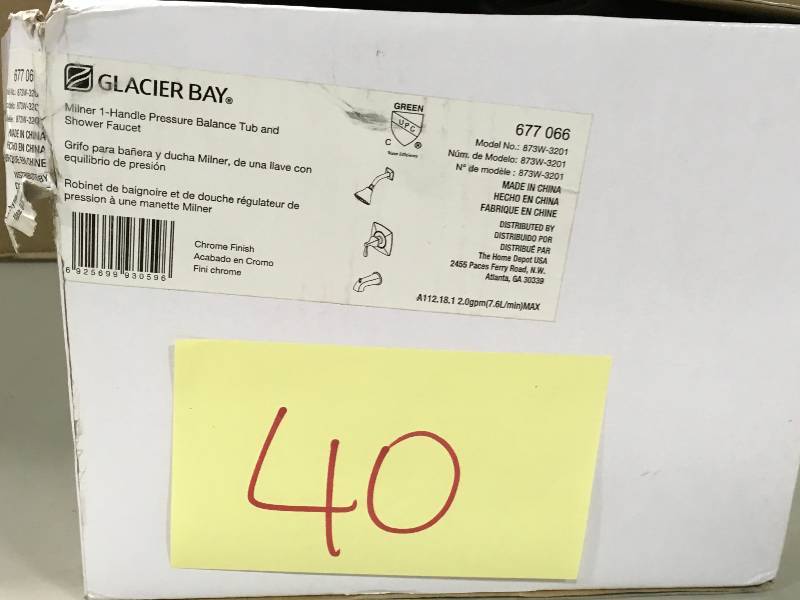 GLACIER BAY®
Milner 1-Handle Pressure Balance Tub and
Shower Faucet
Grifo para bañera y ducha Milner, de una llave con
equilibrio de presión
Robinet de baignoire et de douche régulateur de
pression à une manette Milner
6 925699 930596
Chrome Finish
Acabado en Cromo
Fini chrome
GREEN
UPC
C ®
677 066
Model No.: 873W-3201
Núm. de Modelo: 873W-3201
N° de modèle : 873W-3201
MADE IN CHINA
HECHO EN CHINA
FABRIQUE EN CHINE
DISTRIBUTED BY
DISTRIBUIDO POR
DISTRIBUÉ PAR
The Home Depot USA
2455 Paces Ferry Road, N.W.
Atlanta, GA 30339
A112.18.1 2.0gpm(7.6L/min)MAX
40
677 06
MADE IN CHINA